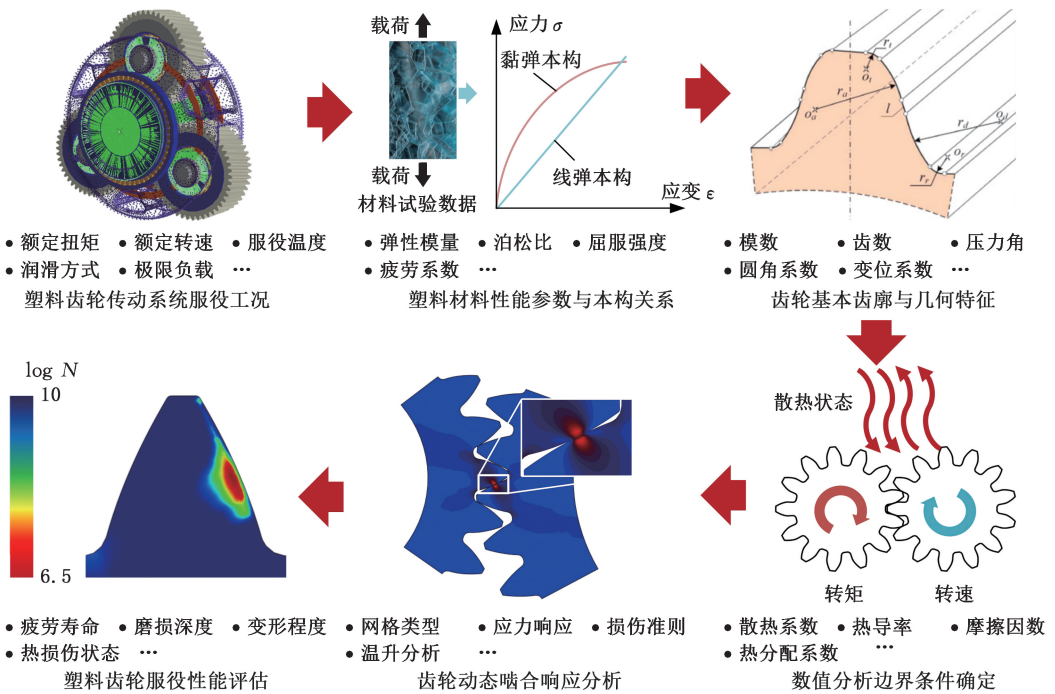 • 额定扭矩 • 额定转速 • 服役温度
• 润滑方式 • 极限负载 …
塑料齿轮传动系统服役工况
载荷
载荷
材料试验数据
应力 σ
黏弹本构
线弹本构
应变 ε
• 弹性模量 • 泊松比 • 屈服强度
• 疲劳系数 …
塑料材料性能参数与本构关系
r_t
o_t
r_a
o_a
l
r_d
o_d
o_r
r_r
• 模数 • 齿数 • 压力角
• 圆角系数 • 变位系数 …
齿轮基本齿廓与几何特征
散热状态
转矩 转速
• 散热系数 • 热导率 • 摩擦因数
• 热分配系数 …
数值分析边界条件确定
• 网格类型 • 应力响应 • 损伤准则
• 温升分析 …
齿轮动态啮合响应分析
log N
10
6.5
• 疲劳寿命 • 磨损深度 • 变形程度
• 热损伤状态 …
塑料齿轮服役性能评估